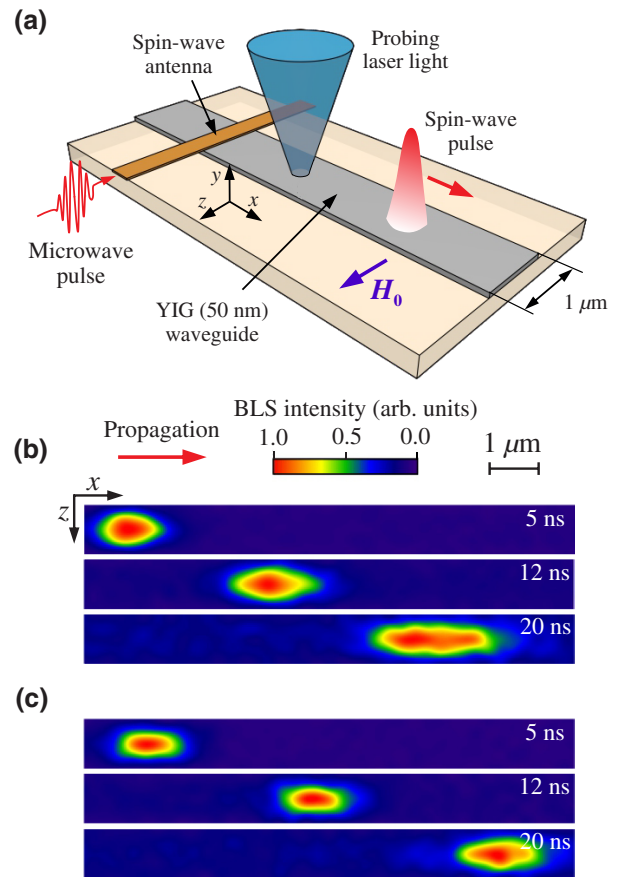 (a)
Spin-wave
antenna
Probing
laser light
Spin-wave
pulse
y
z
x
Microwave
pulse
H₀
YIG (50 nm)
waveguide
1 μm
BLS intensity (arb. units)
(b)
Propagation
1.0
0.5
0.0
1 μm
x
z
5 ns
12 ns
20 ns
(c)
5 ns
12 ns
20 ns